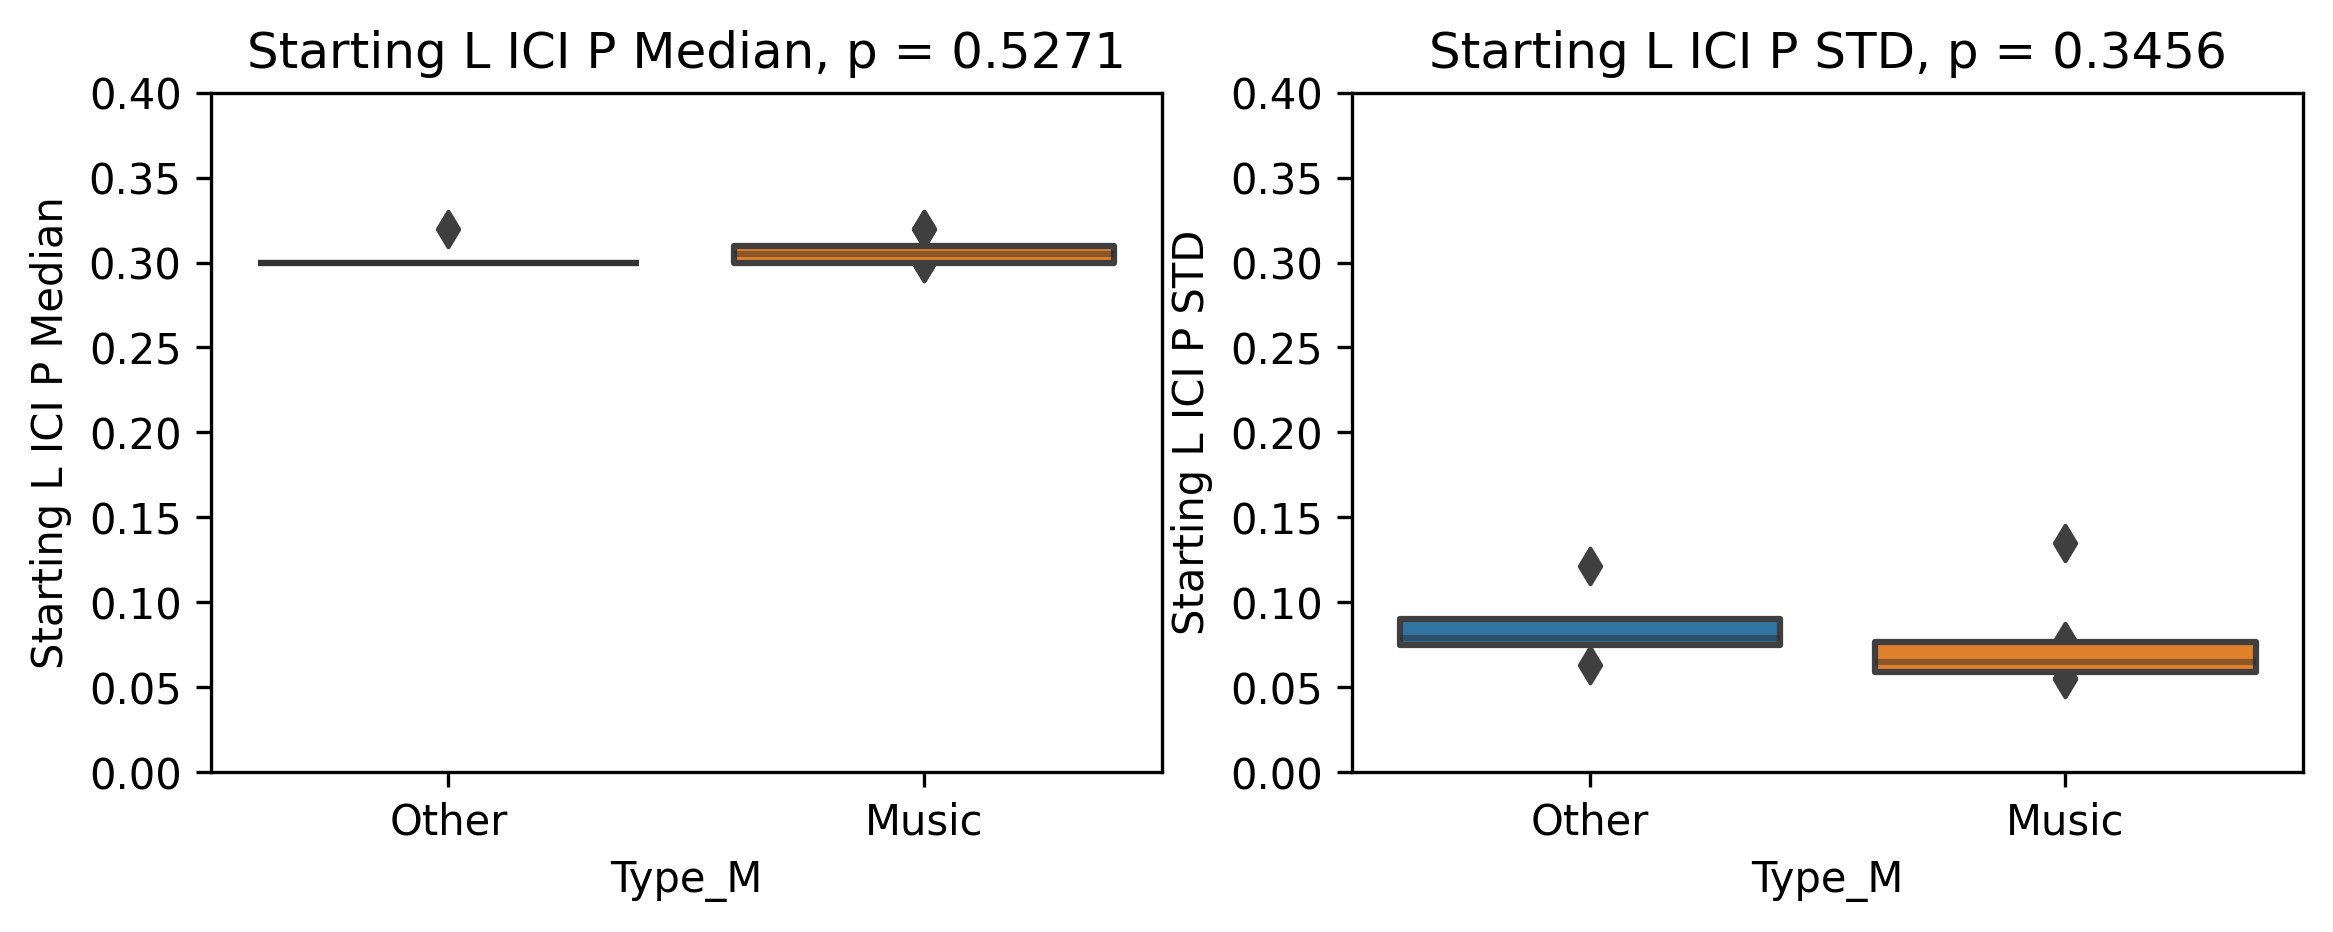 Starting L ICI P Median, p = 0.5271
Starting L ICI P Median
0.40
0.35
0.30
0.25
0.20
0.15
0.10
0.05
0.00
Other
Music
Type_M
Starting L ICI P STD, p = 0.3456
Starting L ICI P STD
0.40
0.35
0.30
0.25
0.20
0.15
0.10
0.05
0.00
Other
Music
Type_M